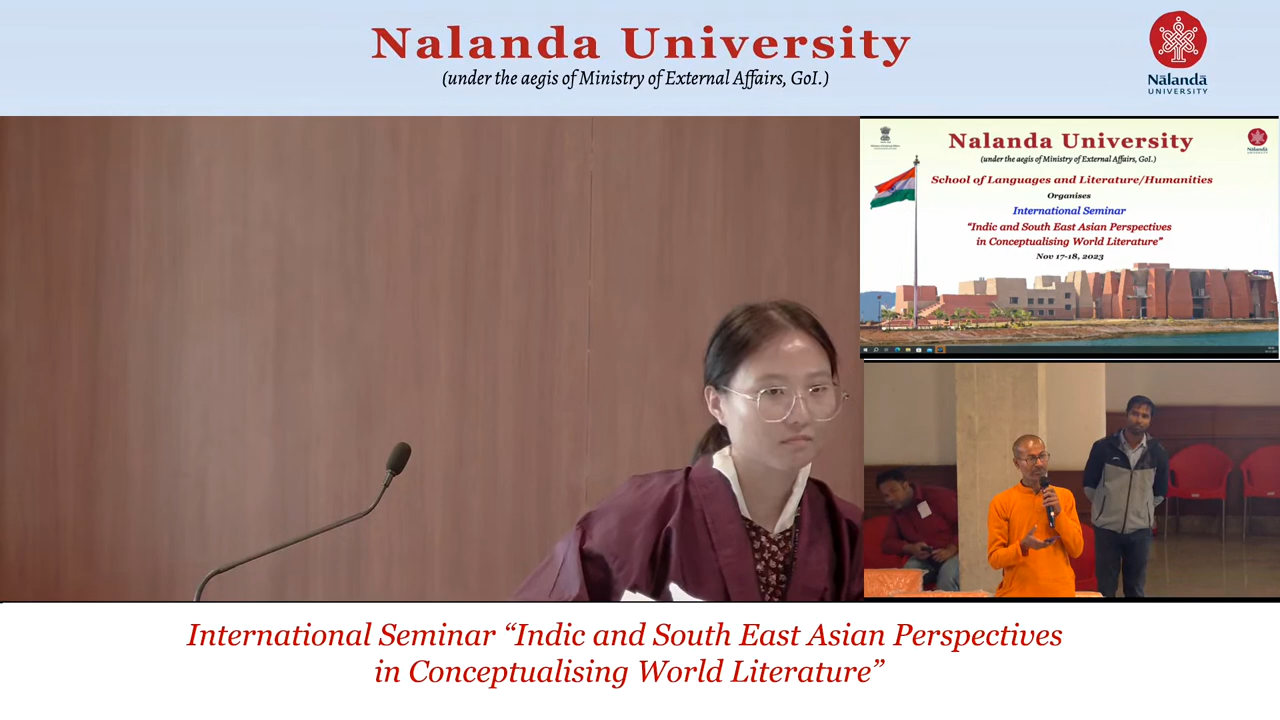 Nalanda University
(under the aegis of Ministry of External Affairs, GoI.)
Nālandā
UNIVERSITY
Nalanda University
(under the aegis of Ministry of External Affairs, GoI.)
School of Languages and Literature/Humanities
Organises
International Seminar
“Indic and South East Asian Perspectives
in Conceptualising World Literature”
Nov 17-18, 2023
Nālandā
International Seminar “Indic and South East Asian Perspectives
in Conceptualising World Literature”